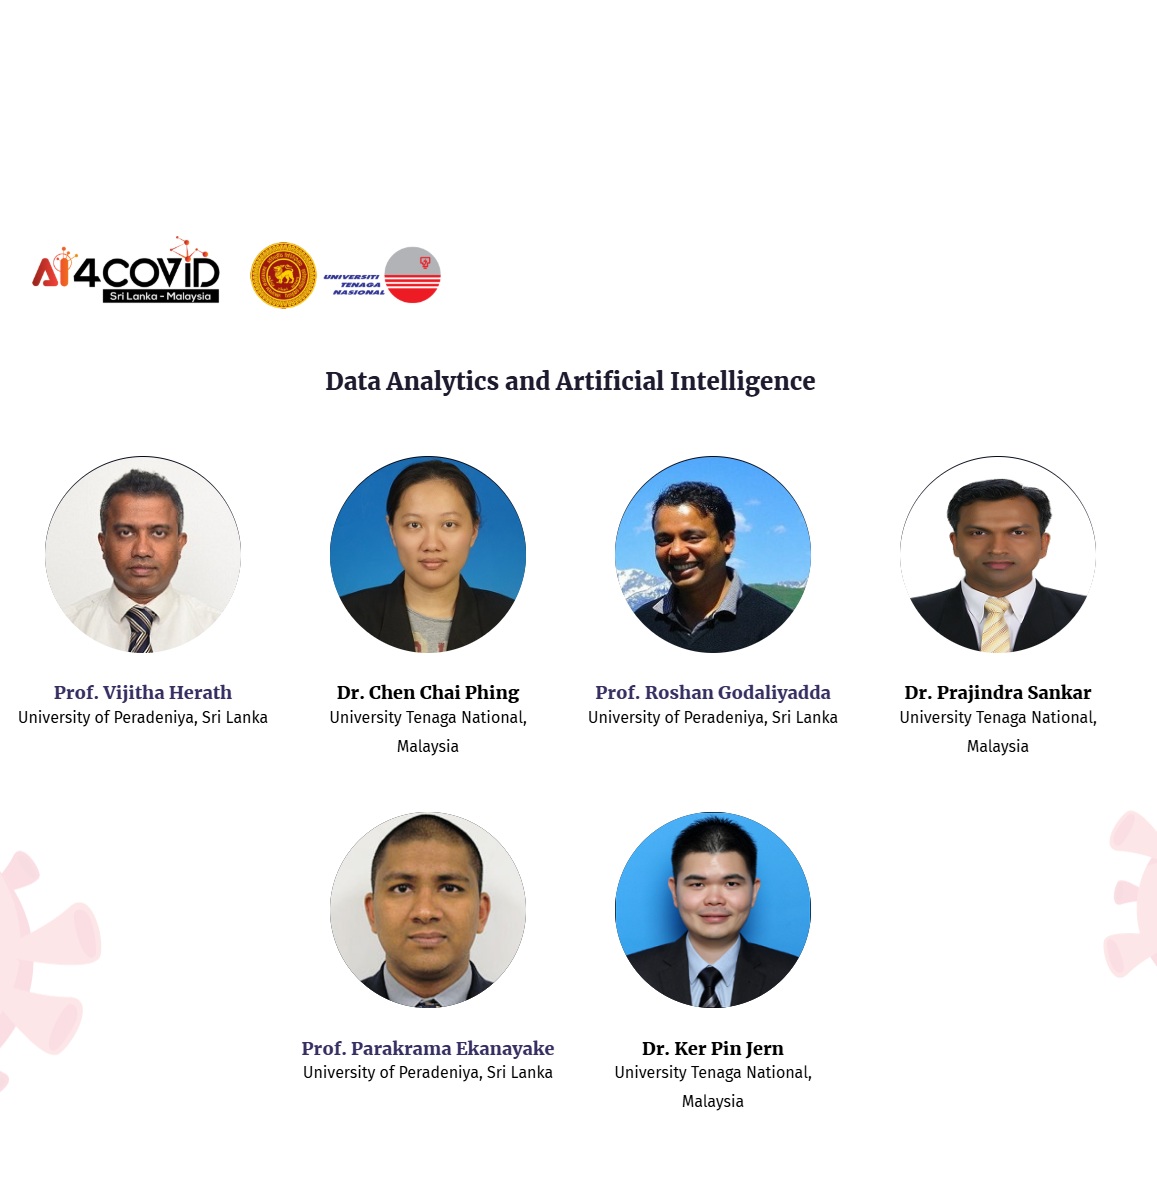 AI4COVID
Sri Lanka - Malaysia
UNIVERSITI
TENAGA
NASIONAL
Data Analytics and Artificial Intelligence
Prof. Vijitha Herath
University of Peradeniya, Sri Lanka
Dr. Chen Chai Phing
University Tenaga National,
Malaysia
Prof. Roshan Godaliyadda
University of Peradeniya, Sri Lanka
Dr. Prajindra Sankar
University Tenaga National,
Malaysia
Prof. Parakrama Ekanayake
University of Peradeniya, Sri Lanka
Dr. Ker Pin Jern
University Tenaga National,
Malaysia